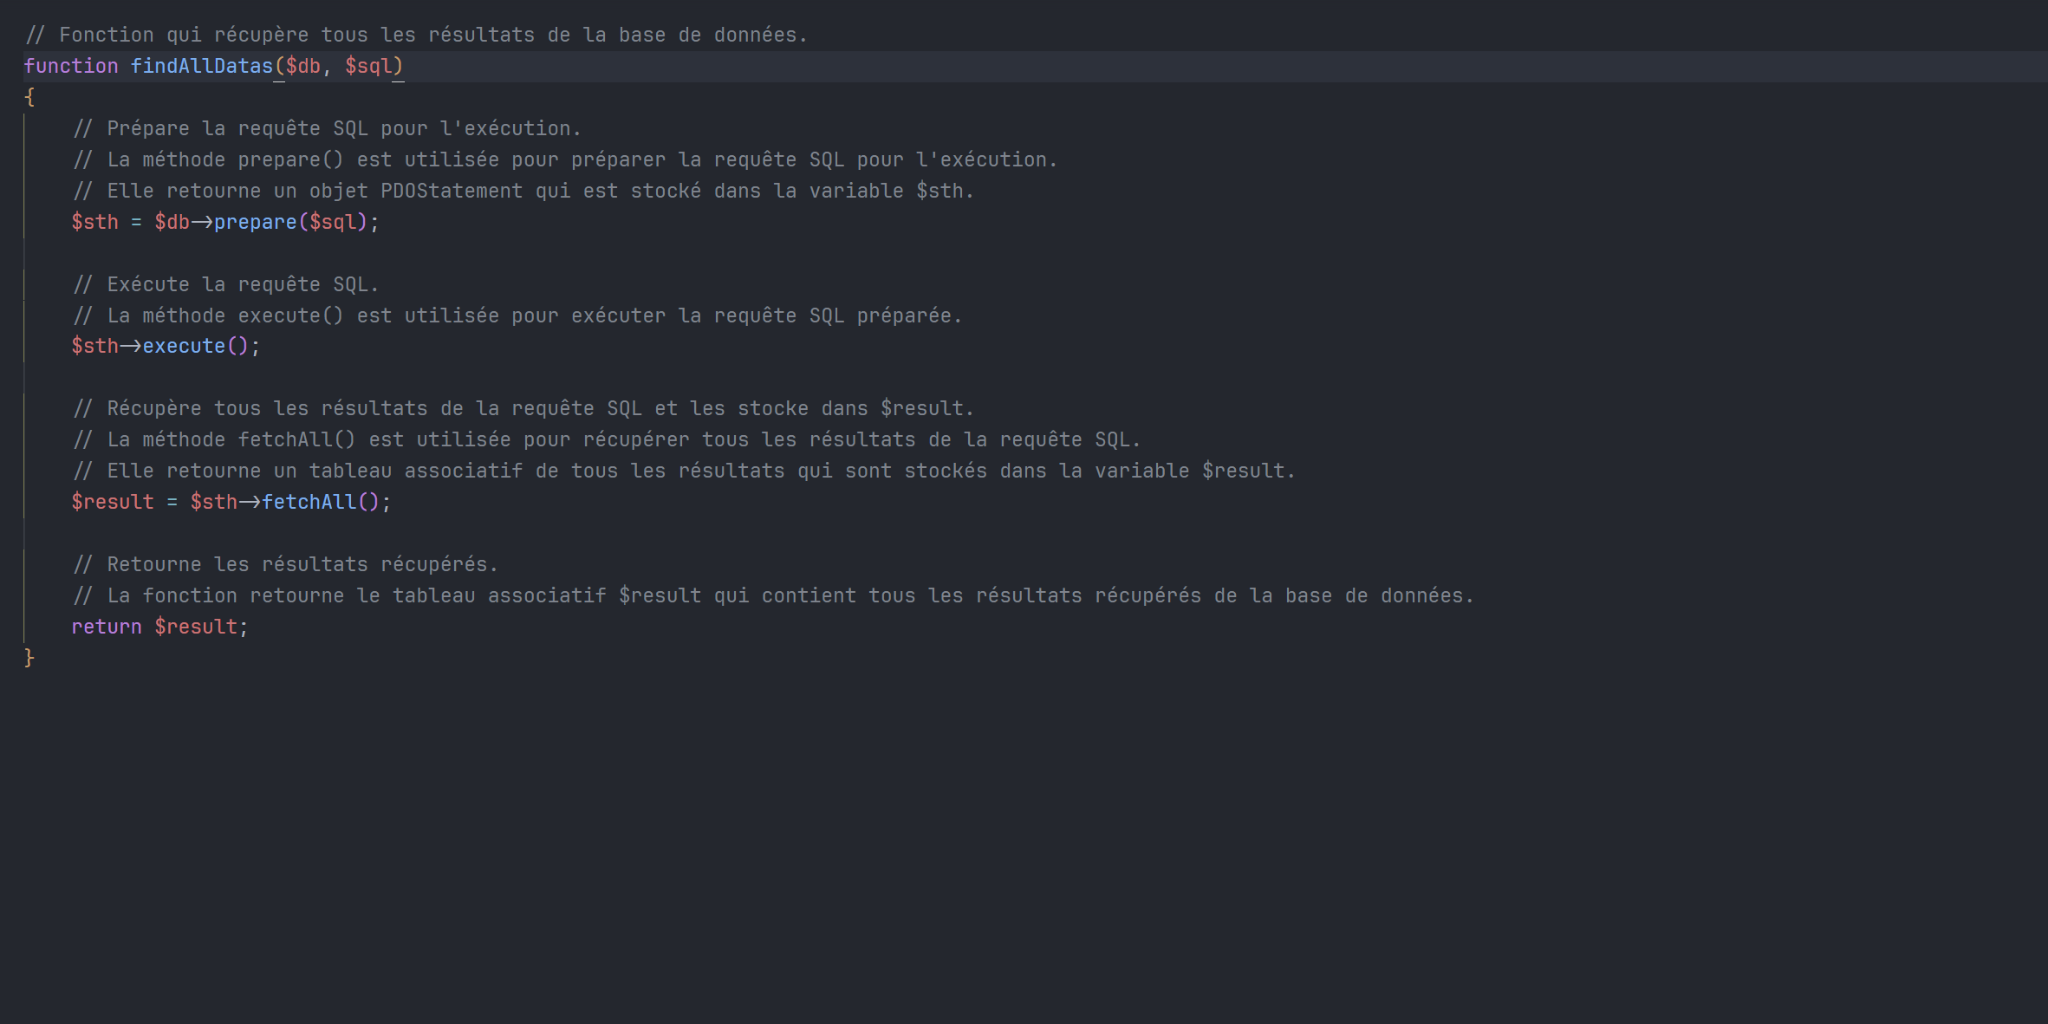 // Fonction qui récupère tous les résultats de la base de données.
function findAllDatas($db, $sql)
{
// Prépare la requête SQL pour l'exécution.
// La méthode prepare() est utilisée pour préparer la requête SQL pour l'exécution.
// Elle retourne un objet PDOStatement qui est stocké dans la variable $sth.
$sth = $db->prepare($sql);
// Exécute la requête SQL.
// La méthode execute() est utilisée pour exécuter la requête SQL préparée.
$sth->execute();
// Récupère tous les résultats de la requête SQL et les stocke dans $result.
// La méthode fetchAll() est utilisée pour récupérer tous les résultats de la requête SQL.
// Elle retourne un tableau associatif de tous les résultats qui sont stockés dans la variable $result.
$result = $sth->fetchAll();
// Retourne les résultats récupérés.
// La fonction retourne le tableau associatif $result qui contient tous les résultats récupérés de la base de données.
return $result;
}